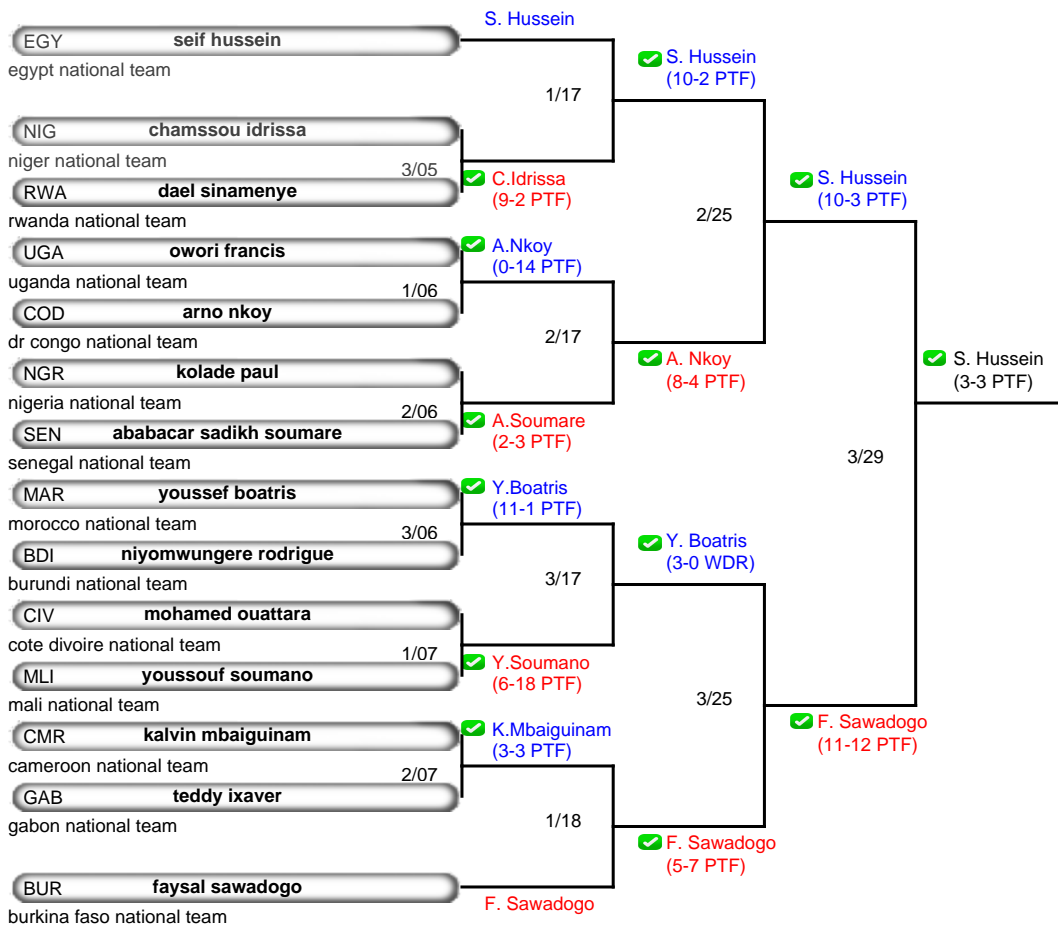 S. Hussein
EGY seif hussein
egypt national team
S. Hussein
(10-2 PTF)
1/17
NIG chamssou idrissa
niger national team
3/05
C.Idrissa
(9-2 PTF)
RWA dael sinamenye
rwanda national team
S. Hussein
(10-3 PTF)
2/25
UGA owori francis
uganda national team
A.Nkoy
(0-14 PTF)
1/06
COD arno nkoy
dr congo national team
2/17
A. Nkoy
(8-4 PTF)
S. Hussein
(3-3 PTF)
NGR kolade paul
nigeria national team
2/06
A.Soumare
(2-3 PTF)
SEN ababacar sadikh soumare
senegal national team
3/29
MAR youssef boatris
morocco national team
Y.Boatris
(11-1 PTF)
3/06
BDI niyomwungere rodrigue
burundi national team
Y. Boatris
(3-0 WDR)
3/17
CIV mohamed ouattara
cote divoire national team
1/07
Y.Soumano
(6-18 PTF)
MLI youssouf soumano
mali national team
3/25
F. Sawadogo
(11-12 PTF)
CMR kalvin mbaiguinam
cameroon national team
K.Mbaiguinam
(3-3 PTF)
2/07
GAB teddy ixaver
gabon national team
1/18
F. Sawadogo
(5-7 PTF)
BUR faysal sawadogo
burkina faso national team
F. Sawadogo